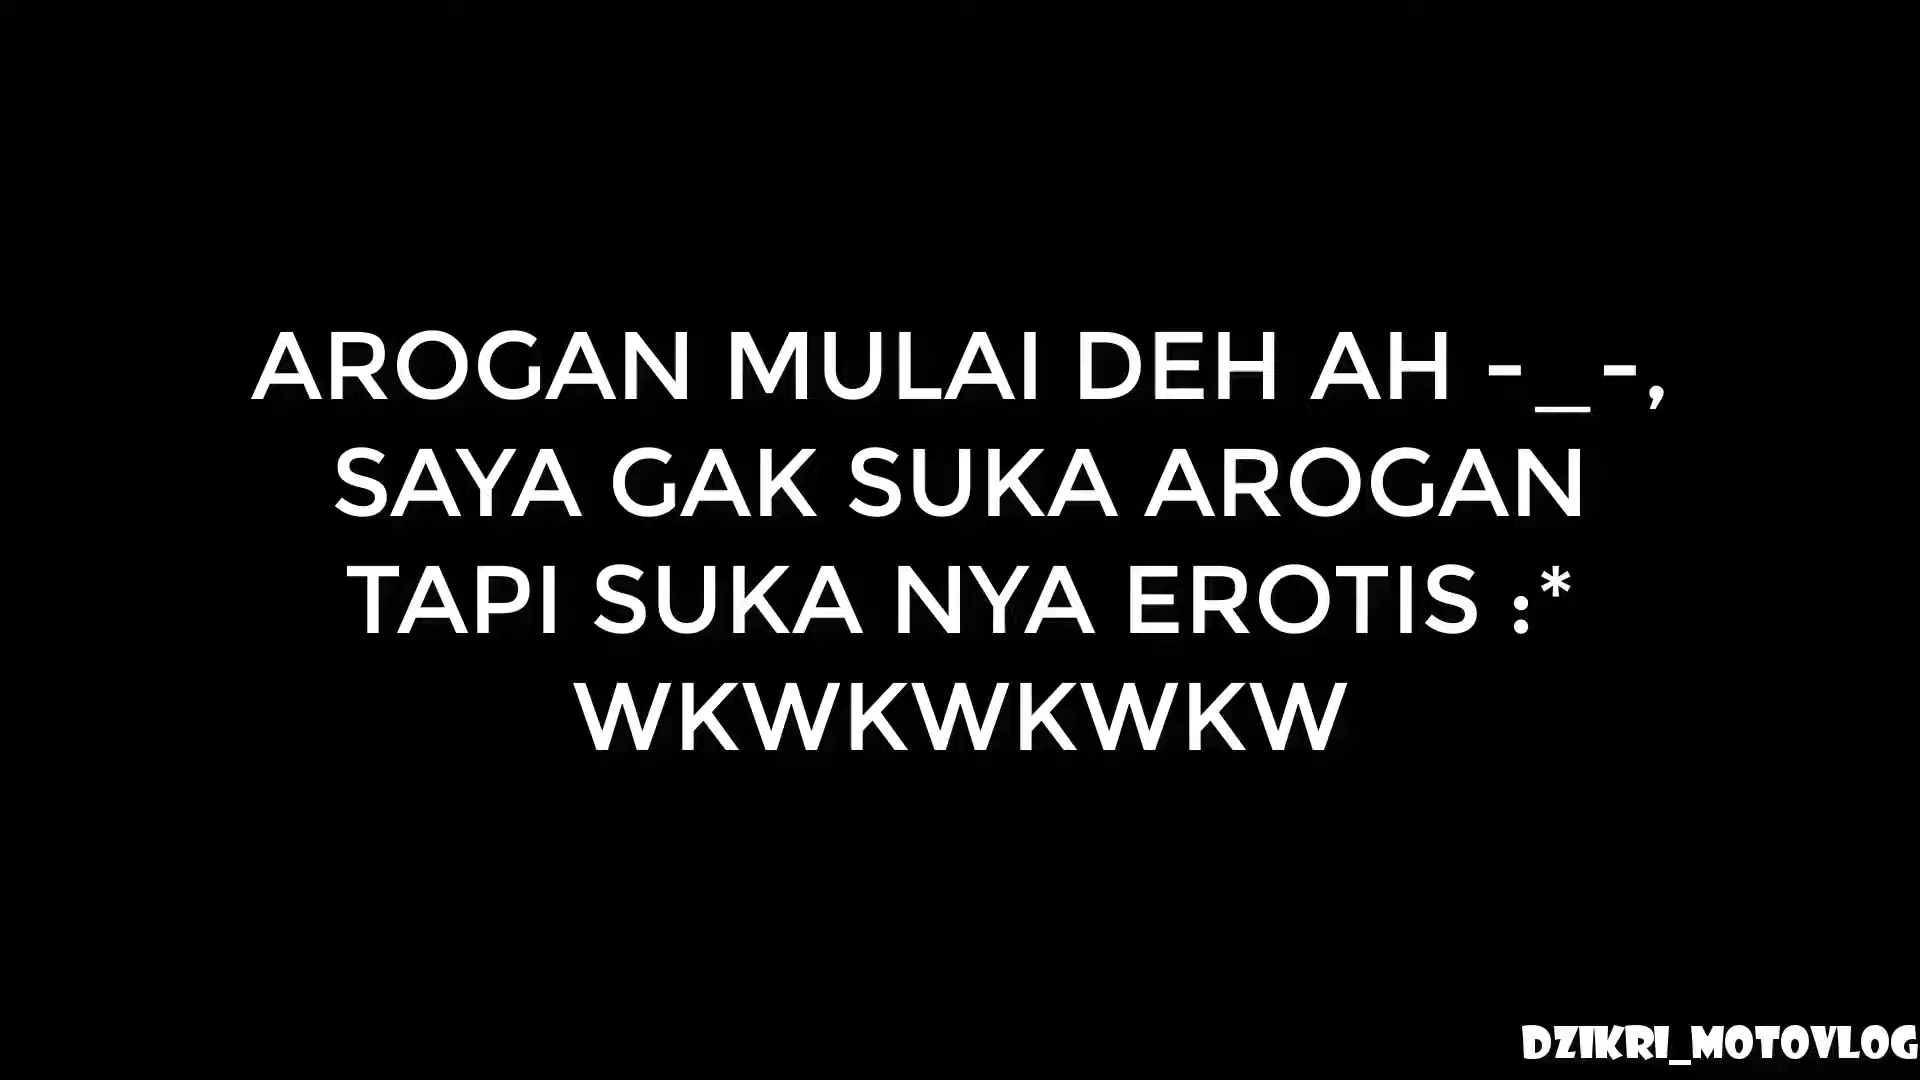 AROGAN MULAI DEH AH -_-,
SAYA GAK SUKA AROGAN
TAPI SUKA NYA EROTIS :*
WKWKWKWKW
DZIKRI_MOTOVLOG